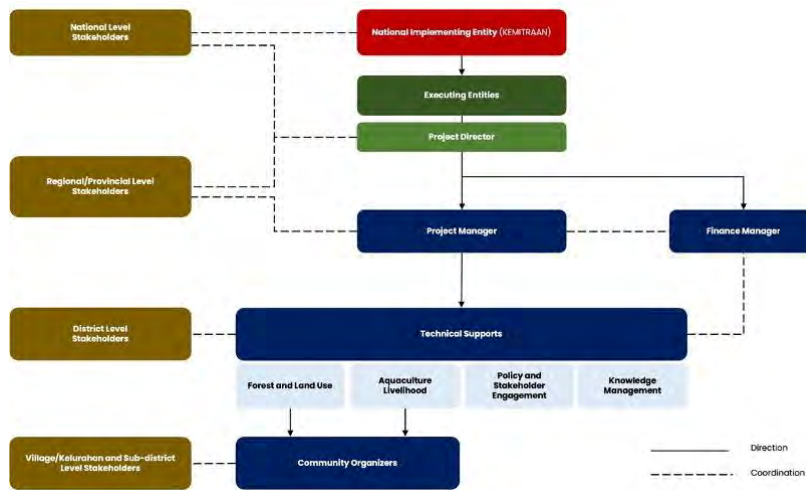 National Level
Stakeholders
National Implementing Entity (KEMITRAAN)
Executing Entities
Project Director
Regional/Provincial Level
Stakeholders
Project Manager
Finance Manager
District Level
Stakeholders
Technical Supports
Forest and Land Use
Aquaculture
Livelihood
Policy and
Stakeholder
Engagement
Knowledge
Management
Village/Kelurahan and Sub-district
Level Stakeholders
Community Organizers
Direction
Coordination